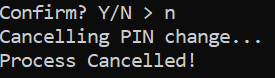 Confirm? Y/N > n
Cancelling PIN change...
Process Cancelled!